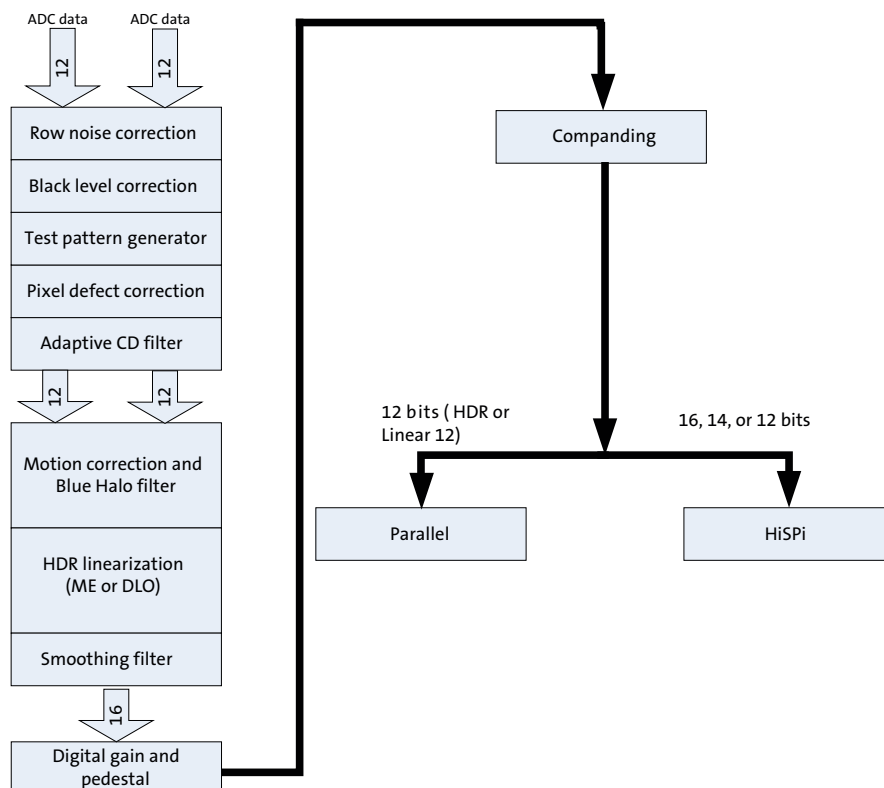 ADC data
ADC data
12
12
Row noise correction
Black level correction
Test pattern generator
Pixel defect correction
Adaptive CD filter
12
12
Motion correction and
Blue Halo filter
HDR linearization
(ME or DLO)
Smoothing filter
16
Digital gain and
pedestal
Companding
12 bits ( HDR or
Linear 12)
16, 14, or 12 bits
Parallel
HiSPi